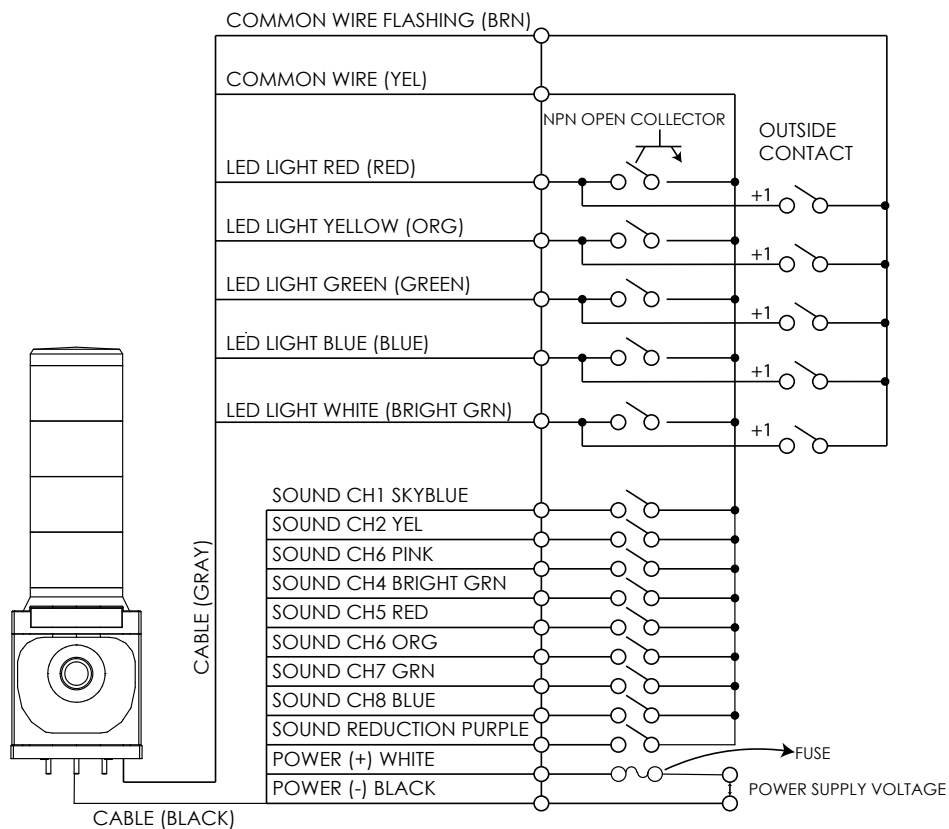 COMMON WIRE FLASHING (BRN)
COMMON WIRE (YEL)
NPN OPEN COLLECTOR
OUTSIDE
CONTACT
LED LIGHT RED (RED)
+1
LED LIGHT YELLOW (ORG)
+1
LED LIGHT GREEN (GREEN)
+1
LED LIGHT BLUE (BLUE)
+1
LED LIGHT WHITE (BRIGHT GRN)
+1
SOUND CH1 SKYBLUE
SOUND CH2 YEL
SOUND CH6 PINK
SOUND CH4 BRIGHT GRN
SOUND CH5 RED
SOUND CH6 ORG
SOUND CH7 GRN
SOUND CH8 BLUE
SOUND REDUCTION PURPLE
POWER (+) WHITE
FUSE
POWER (-) BLACK
POWER SUPPLY VOLTAGE
CABLE (GRAY)
CABLE (BLACK)